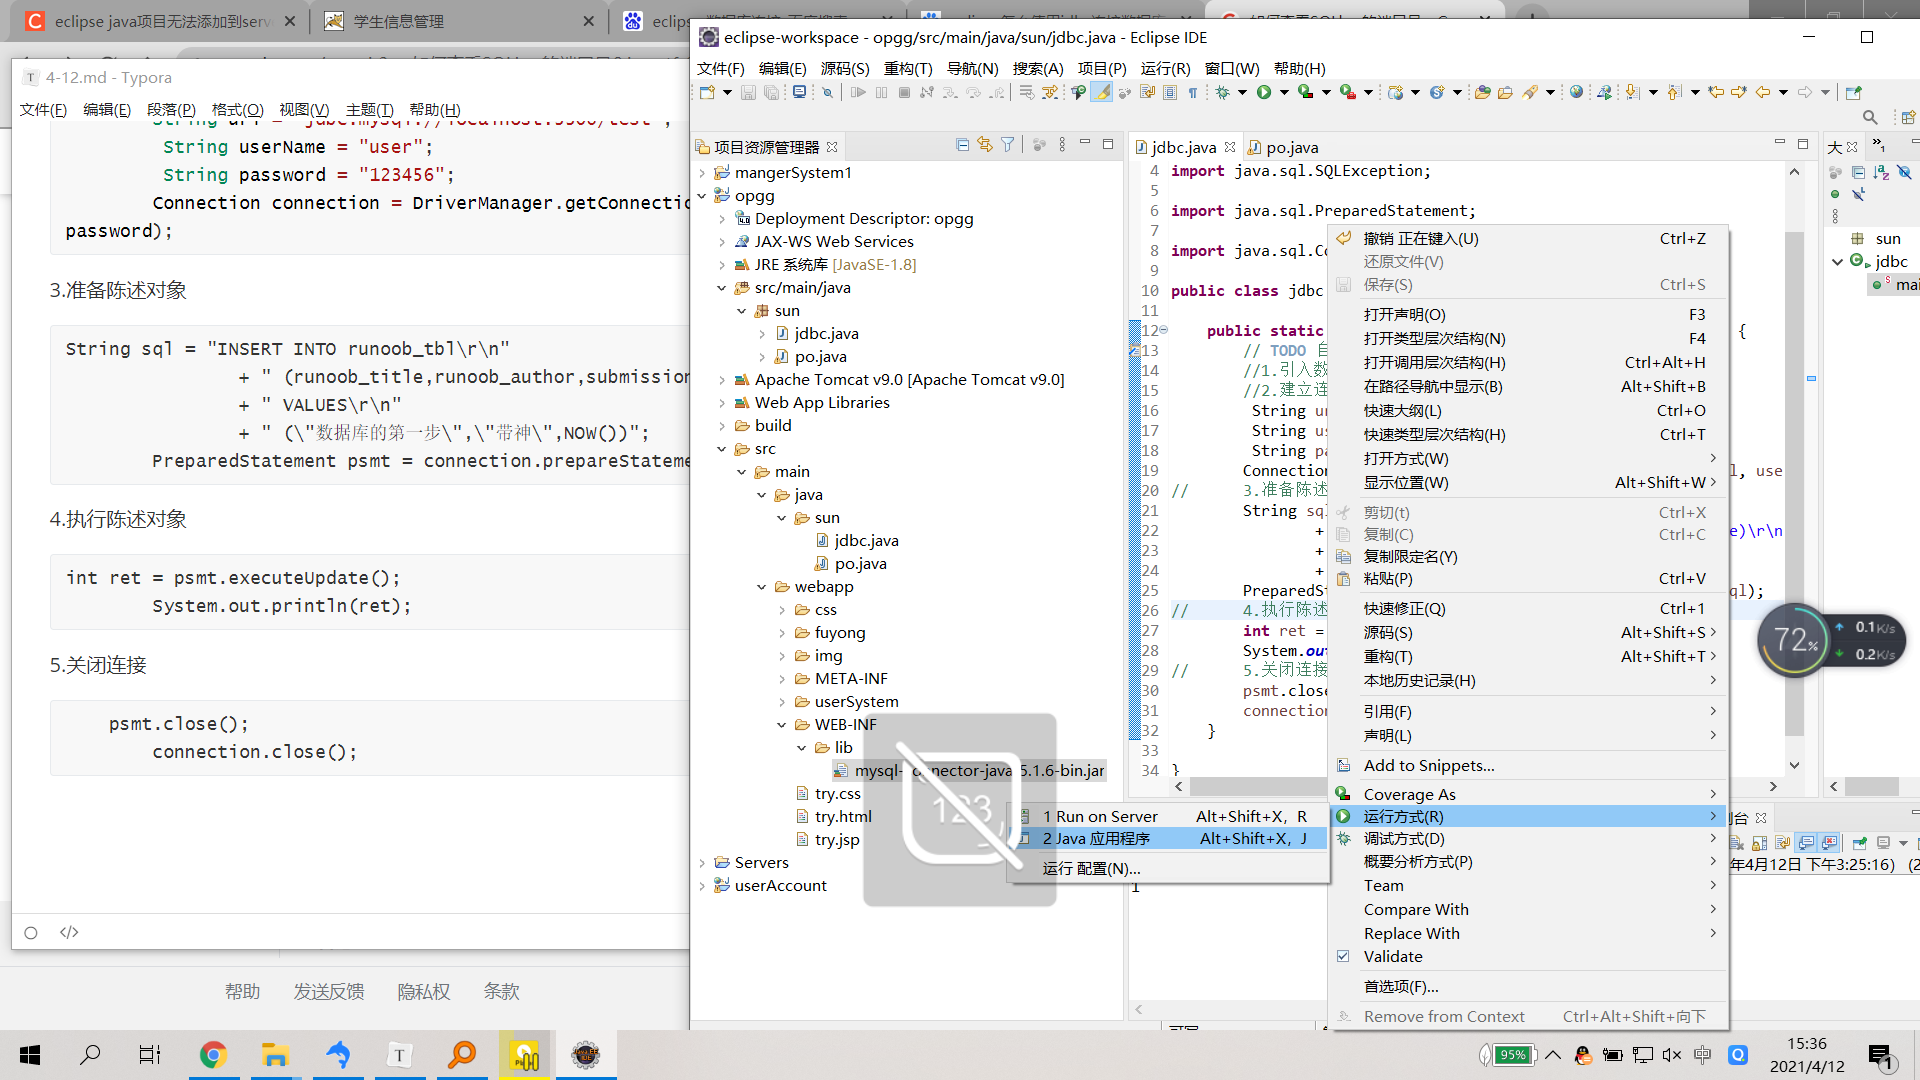 eclipse java项目无法添加到serv
学生信息管理
eclipse-workspace - opgg/src/main/java/sun/jdbc.java - Eclipse IDE
文件(F) 编辑(E) 源码(S) 重构(T) 导航(N) 搜索(A) 项目(P) 运行(R) 窗口(W) 帮助(H)
4-12.md - Typora
文件(F) 编辑(E) 段落(P) 格式(O) 视图(V) 主题(T) 帮助(H)
String userName = "user";
String password = "123456";
Connection connection = DriverManager.getConnectio
password);
3.准备陈述对象
String sql = "INSERT INTO runoob_tbl\r\n"
+ " (runoob_title,runoob_author,submission
+ " VALUES\r\n"
+ " (\"数据库的第一步\",\"带神\",NOW())";
PreparedStatement psmt = connection.prepareStateme
4.执行陈述对象
int ret = psmt.executeUpdate();
System.out.println(ret);
5.关闭连接
psmt.close();
connection.close();
帮助 发送反馈 隐私权 条款
项目资源管理器
mangerSystem1
opgg
Deployment Descriptor: opgg
JAX-WS Web Services
JRE 系统库 [JavaSE-1.8]
src/main/java
sun
jdbc.java
po.java
Apache Tomcat v9.0 [Apache Tomcat v9.0]
Web App Libraries
build
src
main
java
sun
jdbc.java
po.java
webapp
css
fuyong
img
META-INF
userSystem
WEB-INF
lib
mysql-connector-java-5.1.6-bin.jar
try.css
try.html
try.jsp
Servers
userAccount
123
jdbc.java po.java
4 import java.sql.SQLException;
5
6 import java.sql.PreparedStatement;
7
8 import java.sql.Co
9
10 public class jdbc
11
12 public static {
13 // TODO 自
14 //1.引入数
15 //2.建立连
16 String ur
17 String us
18 String pa
19 Connection l, use
20 // 3.准备陈述
21 String sql
22 + e)\r\n
23 +
24 +
25 PreparedSt ql);
26 // 4.执行陈述
27 int ret =
28 System.out
29 // 5.关闭连接
30 psmt.close
31 connection
32 }
33
34 }
撤销 正在键入(U) Ctrl+Z
还原文件(V)
保存(S) Ctrl+S
打开声明(O) F3
打开类型层次结构(N) F4
打开调用层次结构(H) Ctrl+Alt+H
在路径导航中显示(B) Alt+Shift+B
快速大纲(L) Ctrl+O
快速类型层次结构(H) Ctrl+T
打开方式(W)
显示位置(W) Alt+Shift+W
剪切(t) Ctrl+X
复制(C) Ctrl+C
复制限定名(Y)
粘贴(P) Ctrl+V
快速修正(Q) Ctrl+1
源码(S) Alt+Shift+S
重构(T) Alt+Shift+T
本地历史记录(H)
引用(F)
声明(L)
Add to Snippets...
Coverage As
运行方式(R)
调试方式(D)
概要分析方式(P)
Team
Compare With
Replace With
Validate
首选项(F)...
Remove from Context Ctrl+Alt+Shift+向下
1 Run on Server Alt+Shift+X, R
2 Java 应用程序 Alt+Shift+X, J
运行 配置(N)...
1
大
1
sun
jdbc
mai
72%
0.1K/s
0.2K/s
台
年4月12日 下午3:25:16) (2
95%
中
15:36
2021/4/12
1